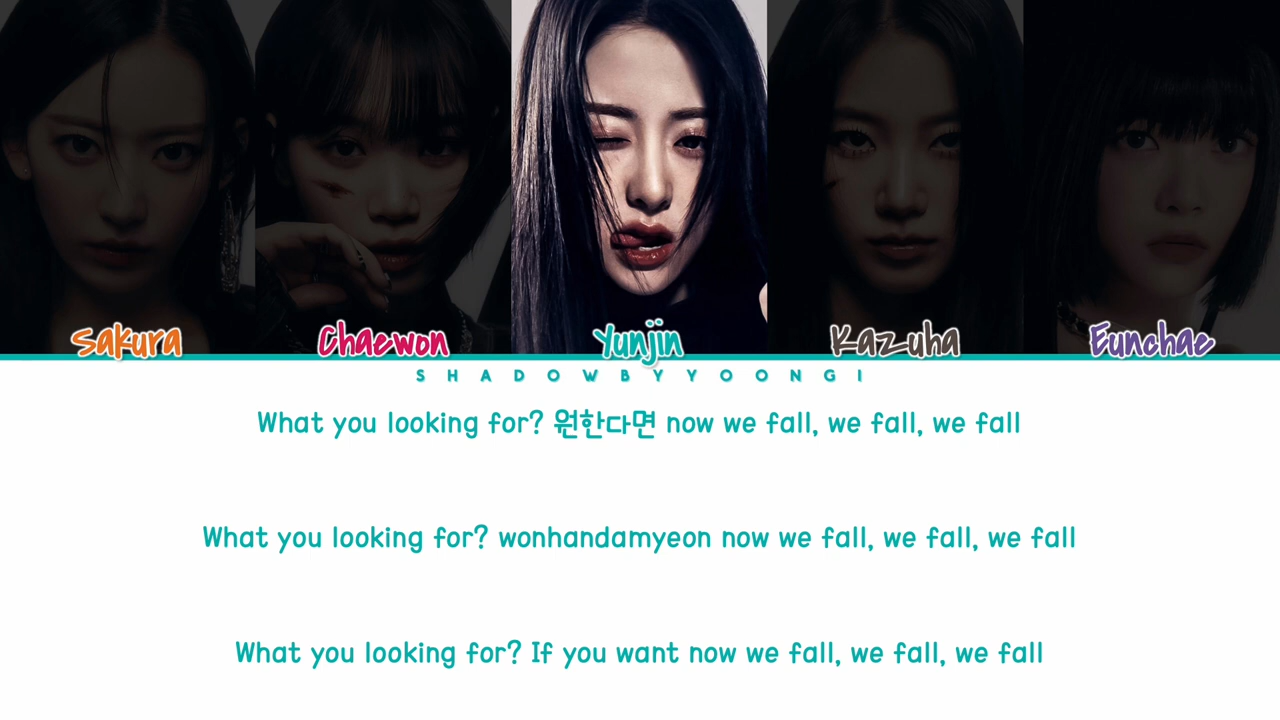 Sakura Chaewon Yunjin Kazuha Eunchae
SHADOWBYYOONGI
What you looking for? 원한다면 now we fall, we fall, we fall
What you looking for? wonhandamyeon now we fall, we fall, we fall
What you looking for? If you want now we fall, we fall, we fall